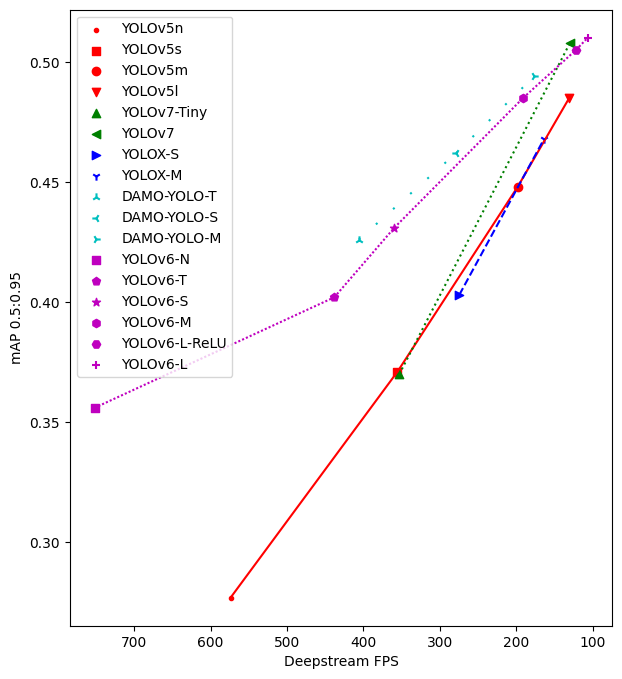 YOLOv5n
YOLOv5s
YOLOv5m
YOLOv5l
YOLOv7-Tiny
YOLOv7
YOLOX-S
YOLOX-M
DAMO-YOLO-T
DAMO-YOLO-S
DAMO-YOLO-M
YOLOv6-N
YOLOv6-T
YOLOv6-S
YOLOv6-M
YOLOv6-L-ReLU
YOLOv6-L
mAP 0.5:0.95
0.50
0.45
0.40
0.35
0.30
700 600 500 400 300 200 100
Deepstream FPS